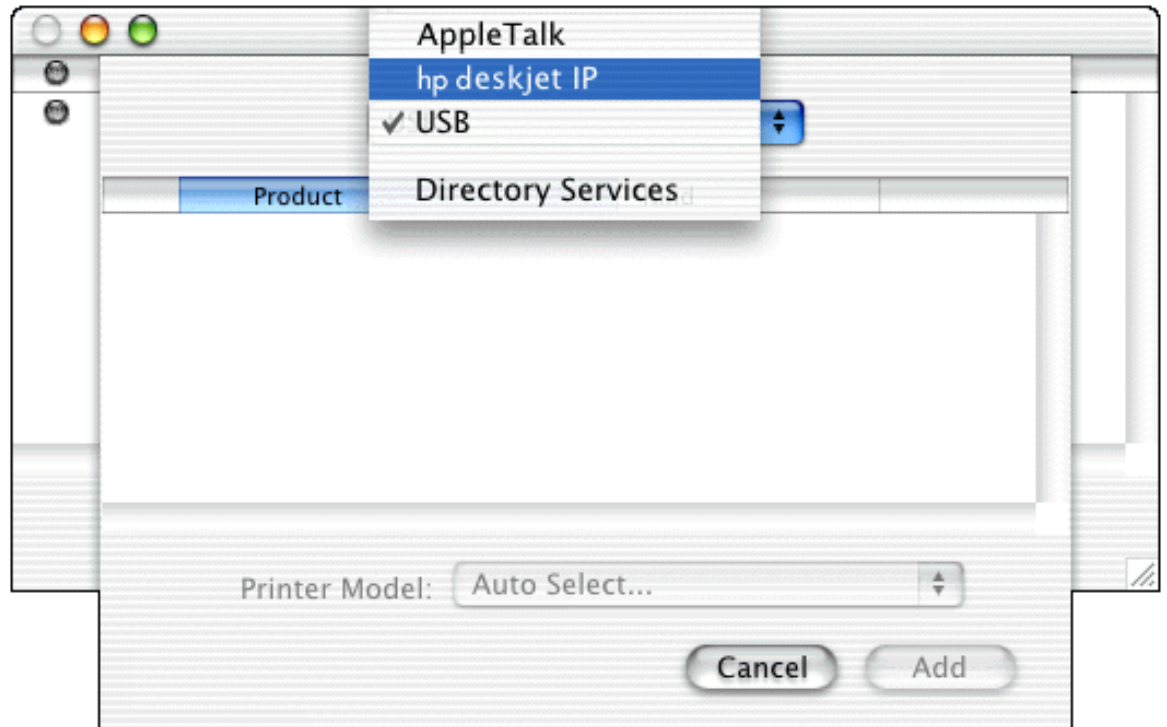 AppleTalk
hp deskjet IP
✓ USB
Directory Services
Product
Printer Model: Auto Select...
Cancel Add